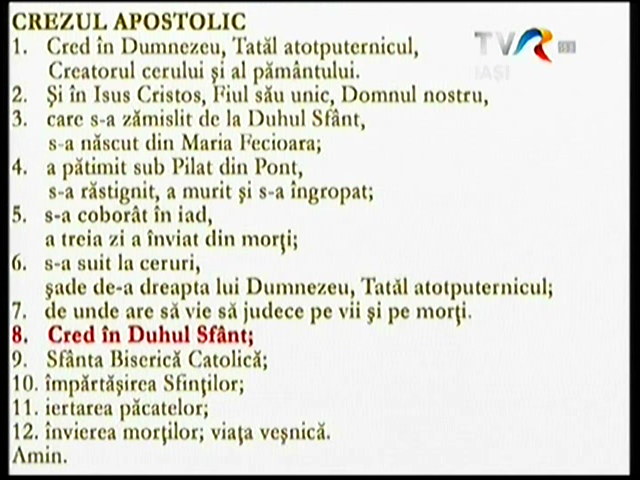 CREZUL APOSTOLIC
1. Cred în Dumnezeu, Tatăl atotputernicul,
Creatorul cerului şi al pământului.
2. Şi în Isus Cristos, Fiul său unic, Domnul nostru,
3. care s-a zămislit de la Duhul Sfânt,
s-a născut din Maria Fecioara;
4. a pătimit sub Pilat din Pont,
s-a răstignit, a murit şi s-a îngropat;
5. s-a coborât în iad,
a treia zi a înviat din morţi;
6. s-a suit la ceruri,
şade de-a dreapta lui Dumnezeu, Tatăl atotputernicul;
7. de unde are să vie să judece pe vii şi pe morţi.
8. Cred în Duhul Sfânt;
9. Sfânta Biserică Catolică;
10. împărtăşirea Sfinţilor;
11. iertarea păcatelor;
12. învierea morţilor; viaţa veşnică.
Amin.
TVR
IAŞI